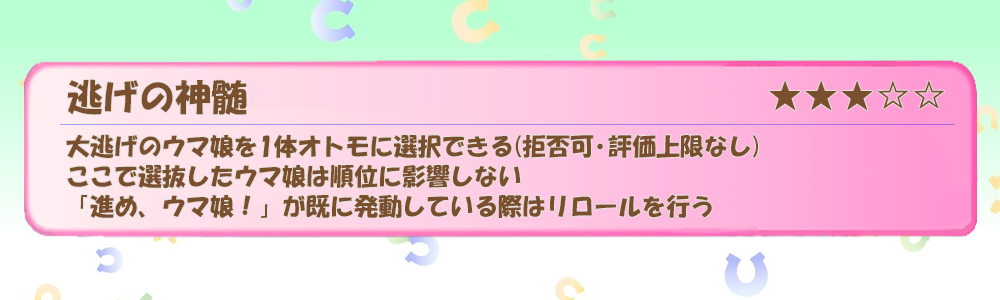 逃げの神髄 ★★★☆☆
大逃げのウマ娘を1体オトモに選択できる(拒否可・評価上限なし)
ここで選抜したウマ娘は順位に影響しない
「進め、ウマ娘！」が既に発動している際はリロールを行う